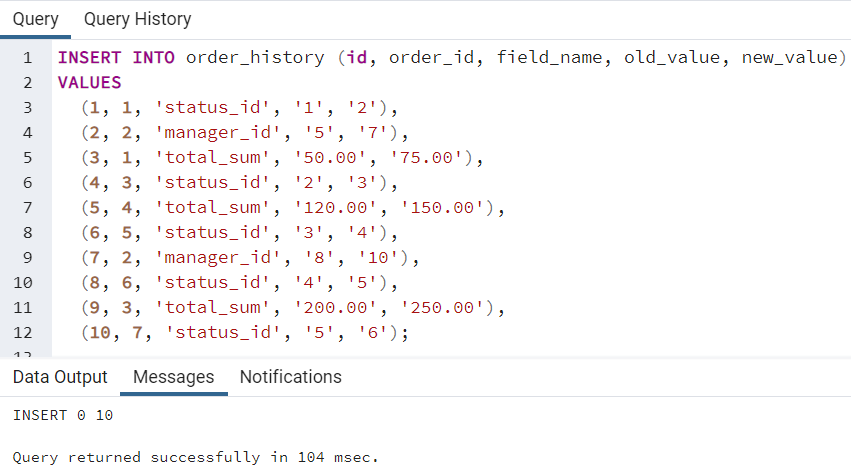 Query Query History
1 INSERT INTO order_history (id, order_id, field_name, old_value, new_value)
2 VALUES
3 (1, 1, 'status_id', '1', '2'),
4 (2, 2, 'manager_id', '5', '7'),
5 (3, 1, 'total_sum', '50.00', '75.00'),
6 (4, 3, 'status_id', '2', '3'),
7 (5, 4, 'total_sum', '120.00', '150.00'),
8 (6, 5, 'status_id', '3', '4'),
9 (7, 2, 'manager_id', '8', '10'),
10 (8, 6, 'status_id', '4', '5'),
11 (9, 3, 'total_sum', '200.00', '250.00'),
12 (10, 7, 'status_id', '5', '6');
13
Data Output Messages Notifications
INSERT 0 10
Query returned successfully in 104 msec.